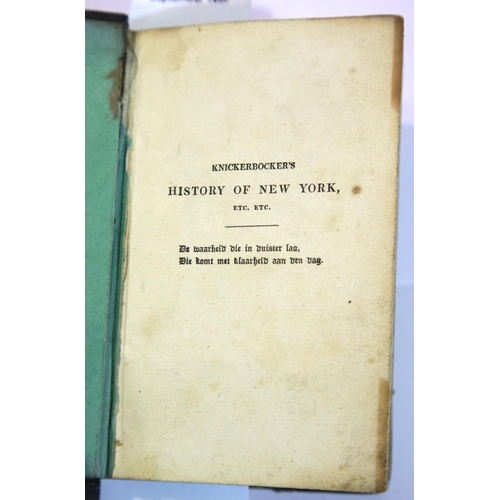 KNICKERBOCKER'S
HISTORY OF NEW YORK,
ETC. ETC.
De waarheid die in duister lag,
Die komt met klaarheid aan den dag.